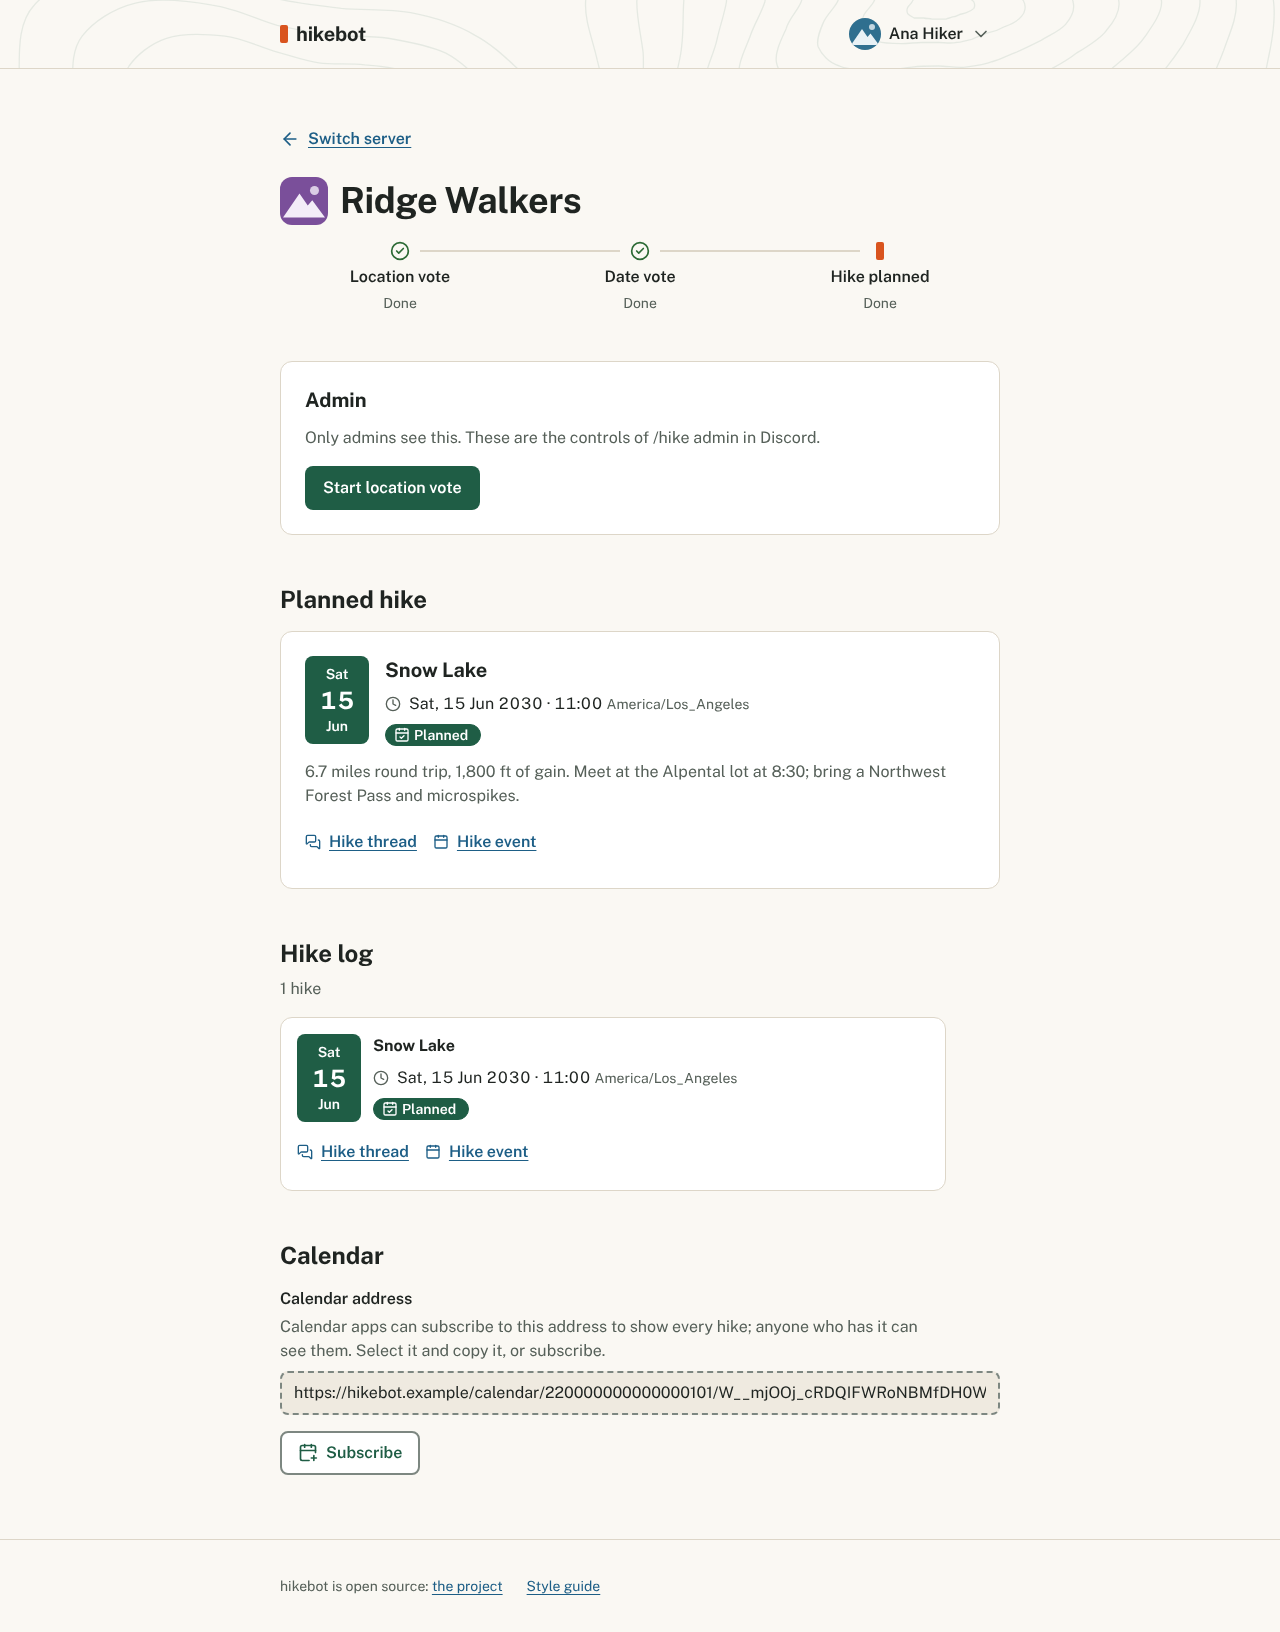 hikebot
Ana Hiker
Switch server
Ridge Walkers
Location vote
Done
Date vote
Done
Hike planned
Done
Admin
Only admins see this. These are the controls of /hike admin in Discord.
Start location vote
Planned hike
Sat
15
Jun
Snow Lake
Sat, 15 Jun 2030 · 11:00 America/Los_Angeles
Planned
6.7 miles round trip, 1,800 ft of gain. Meet at the Alpental lot at 8:30; bring a Northwest
Forest Pass and microspikes.
Hike thread
Hike event
Hike log
1 hike
Sat
15
Jun
Snow Lake
Sat, 15 Jun 2030 · 11:00 America/Los_Angeles
Planned
Hike thread
Hike event
Calendar
Calendar address
Calendar apps can subscribe to this address to show every hike; anyone who has it can
see them. Select it and copy it, or subscribe.
https://hikebot.example/calendar/220000000000000101/W__mjOOj_cRDQIFWRoNBMfDH0W
Subscribe
hikebot is open source: the project
Style guide